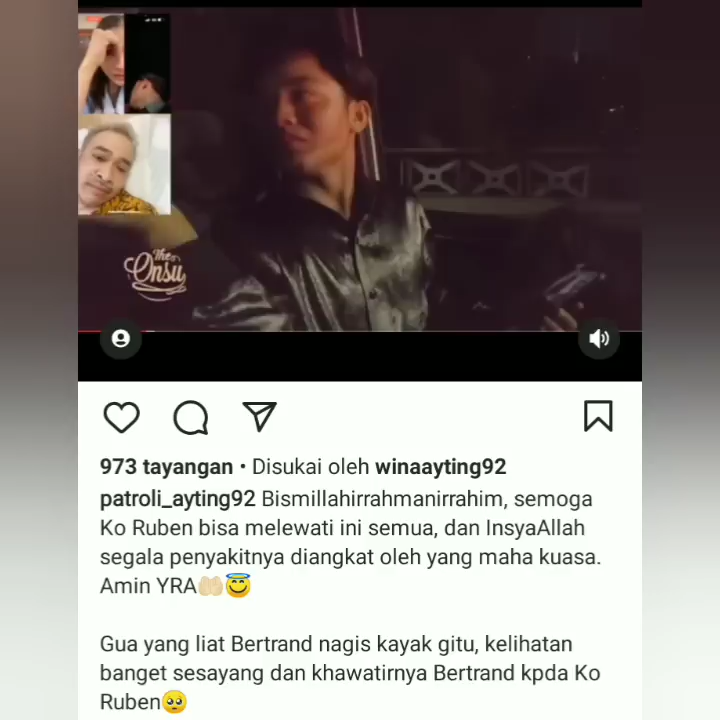 The
Onsu
973 tayangan • Disukai oleh winaayting92
patroli_ayting92 Bismillahirrahmanirrahim, semoga
Ko Ruben bisa melewati ini semua, dan InsyaAllah
segala penyakitnya diangkat oleh yang maha kuasa.
Amin YRA🤲🏻😇
Gua yang liat Bertrand nagis kayak gitu, kelihatan
banget sesayang dan khawatirnya Bertrand kpda Ko
Ruben🥺